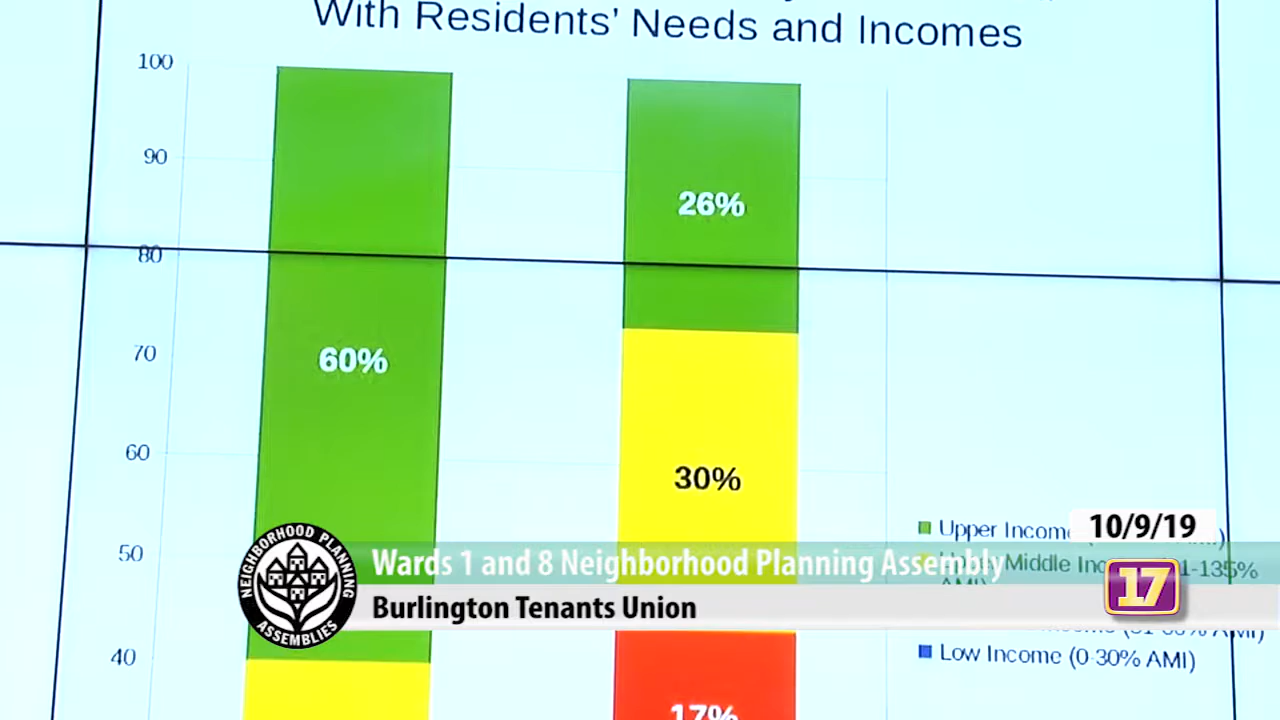 With Residents' Needs and Incomes
100
90
80
70
60
50
40
60%
26%
30%
17%
Upper Income
Middle
1-135%
AMI)
Low Income (0-30% AMI)
10/9/19
17
NEIGHBORHOOD PLANNING
ASSEMBLIES
Wards 1 and 8 Neighborhood Planning Assembly
Burlington Tenants Union